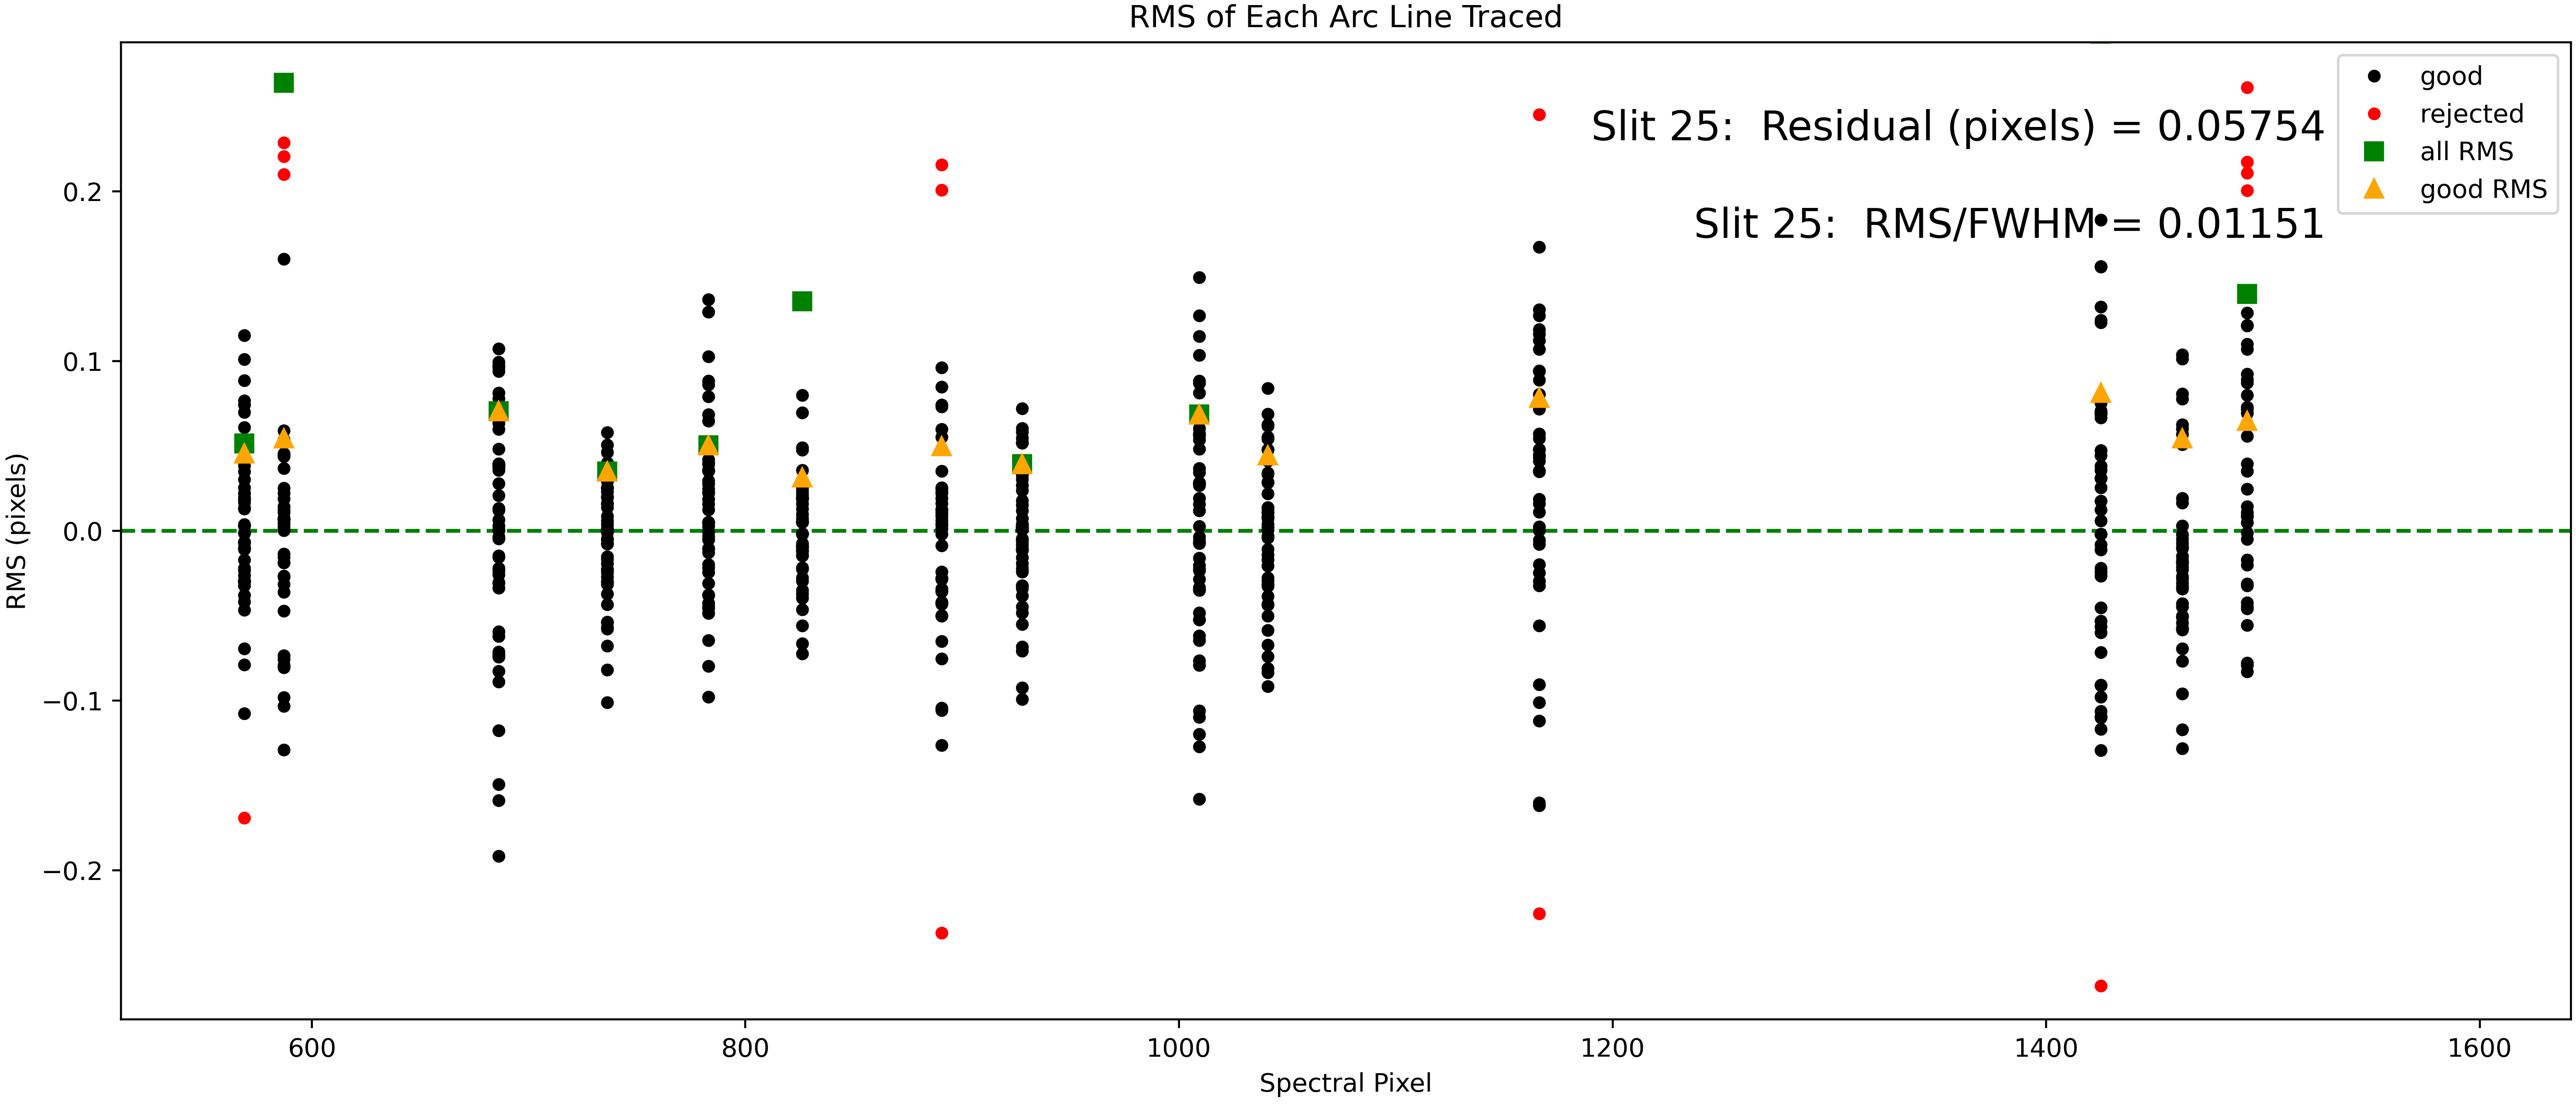 RMS of Each Arc Line Traced
good
rejected
all RMS
good RMS
Slit 25:  Residual (pixels) = 0.05754
Slit 25:  RMS/FWHM = 0.01151
RMS (pixels)
0.2
0.1
0.0
−0.1
−0.2
600 800 1000 1200 1400 1600
Spectral Pixel